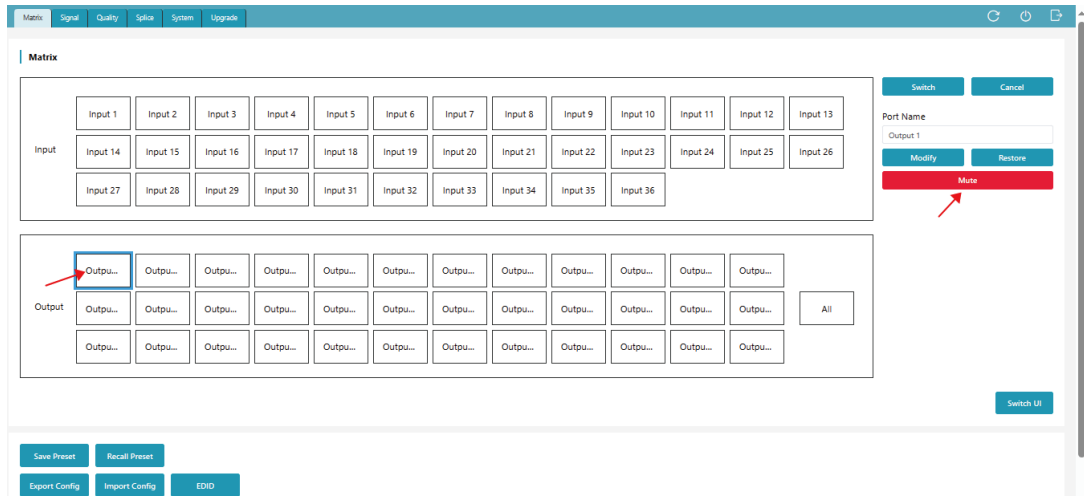 Matrix Signal Quality Splice System Upgrade
Matrix
Switch Cancel
Input 1 Input 2 Input 3 Input 4 Input 5 Input 6 Input 7 Input 8 Input 9 Input 10 Input 11 Input 12 Input 13
Port Name
Output 1
Input Input 14 Input 15 Input 16 Input 17 Input 18 Input 19 Input 20 Input 21 Input 22 Input 23 Input 24 Input 25 Input 26
Modify Restore
Mute
Input 27 Input 28 Input 29 Input 30 Input 31 Input 32 Input 33 Input 34 Input 35 Input 36
Outpu... Outpu... Outpu... Outpu... Outpu... Outpu... Outpu... Outpu... Outpu... Outpu... Outpu... Outpu...
Output Outpu... Outpu... Outpu... Outpu... Outpu... Outpu... Outpu... Outpu... Outpu... Outpu... Outpu... Outpu... All
Outpu... Outpu... Outpu... Outpu... Outpu... Outpu... Outpu... Outpu... Outpu... Outpu... Outpu... Outpu...
Switch UI
Save Preset Recall Preset
Export Config Import Config EDID